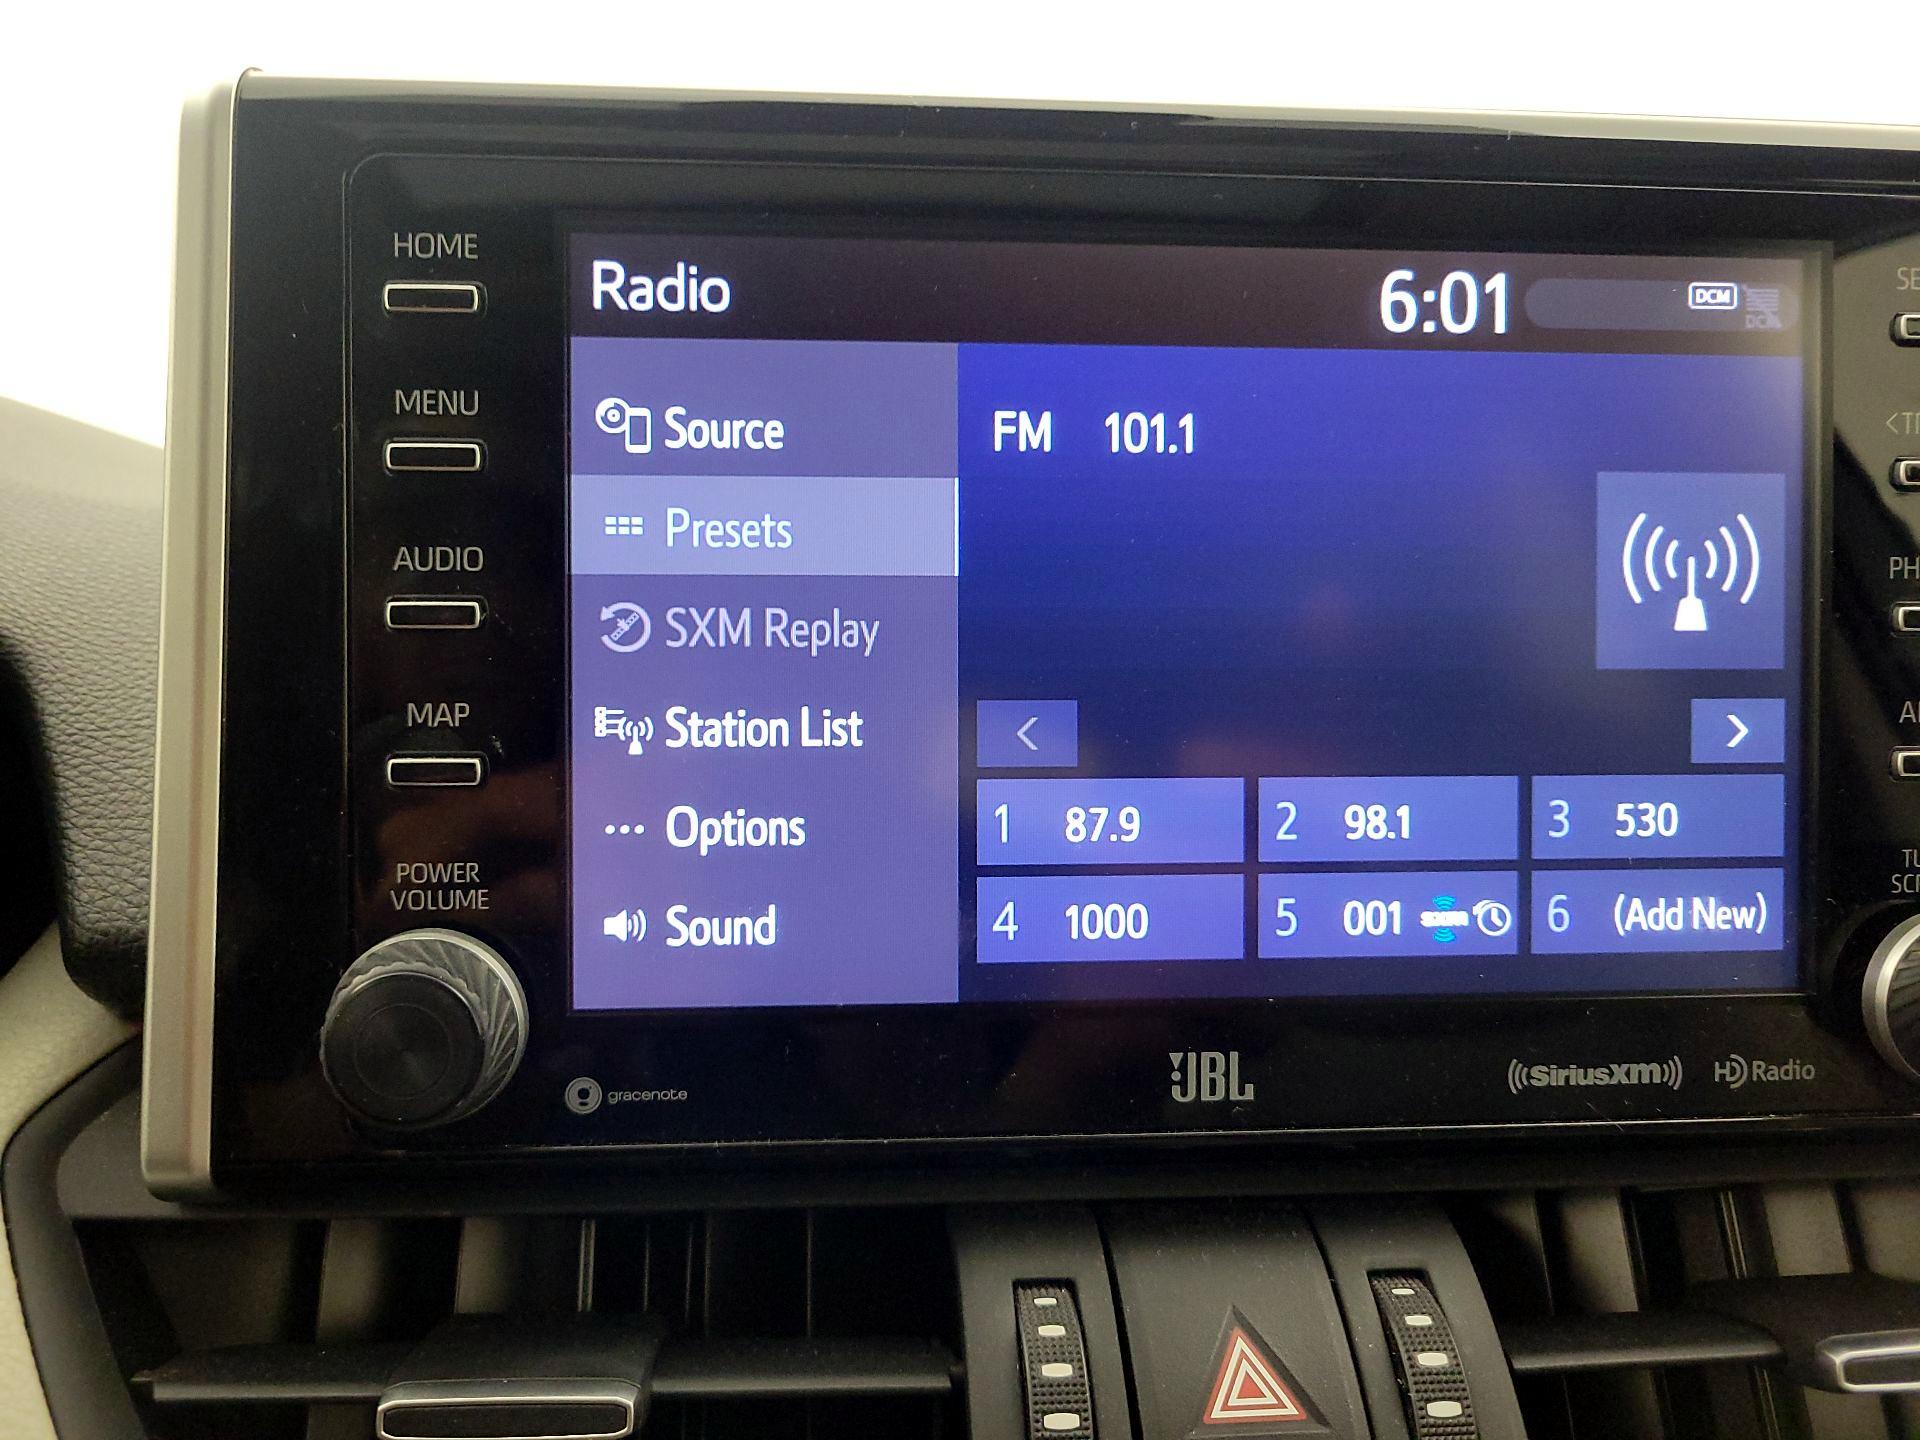 HOME
MENU
AUDIO
MAP
POWER
VOLUME
Radio
6:01
DCM
Source
Presets
SXM Replay
Station List
Options
Sound
FM 101.1
<
>
1 87.9
2 98.1
3 530
4 1000
5 001
6 (Add New)
gracenote
JBL
((SiriusXM))
HD Radio